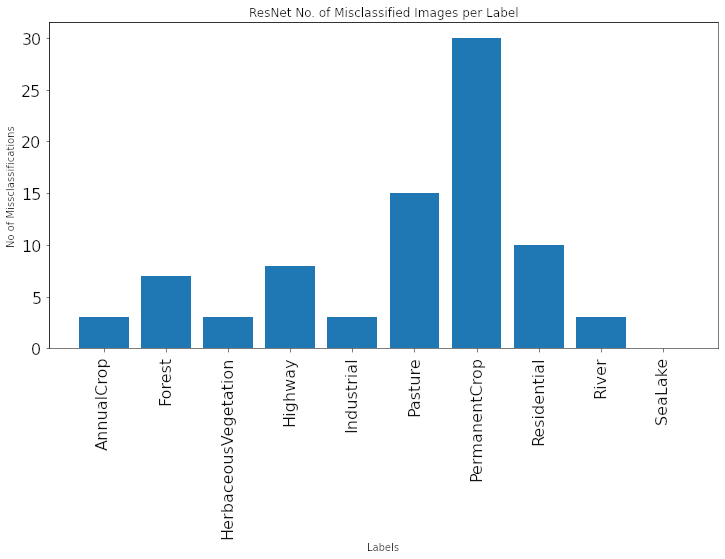 ResNet No. of Misclassified Images per Label
No of Missclassifications
30
25
20
15
10
5
0
AnnualCrop
Forest
HerbaceousVegetation
Highway
Industrial
Pasture
PermanentCrop
Residential
River
SeaLake
Labels